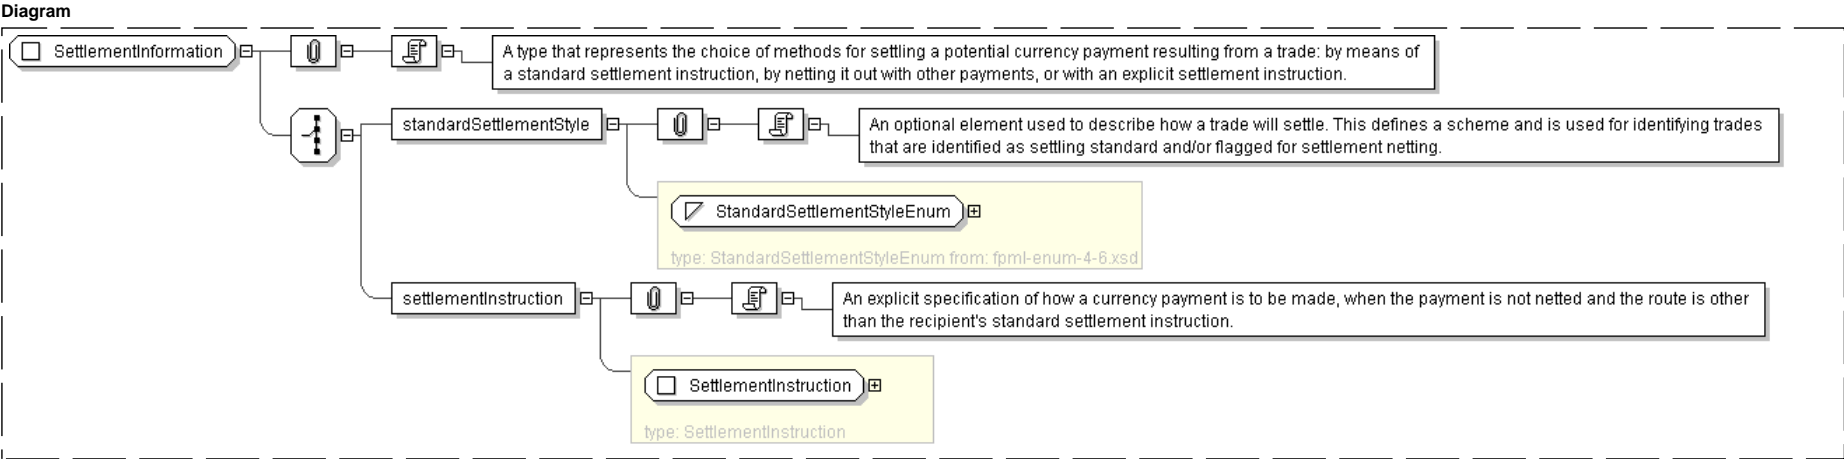 Diagram
SettlementInformation
A type that represents the choice of methods for settling a potential currency payment resulting from a trade: by means of
a standard settlement instruction, by netting it out with other payments, or with an explicit settlement instruction.
standardSettlementStyle
An optional element used to describe how a trade will settle. This defines a scheme and is used for identifying trades
that are identified as settling standard and/or flagged for settlement netting.
StandardSettlementStyleEnum
type: StandardSettlementStyleEnum from: fpml-enum-4-6.xsd
settlementInstruction
An explicit specification of how a currency payment is to be made, when the payment is not netted and the route is other
than the recipient's standard settlement instruction.
SettlementInstruction
type: SettlementInstruction